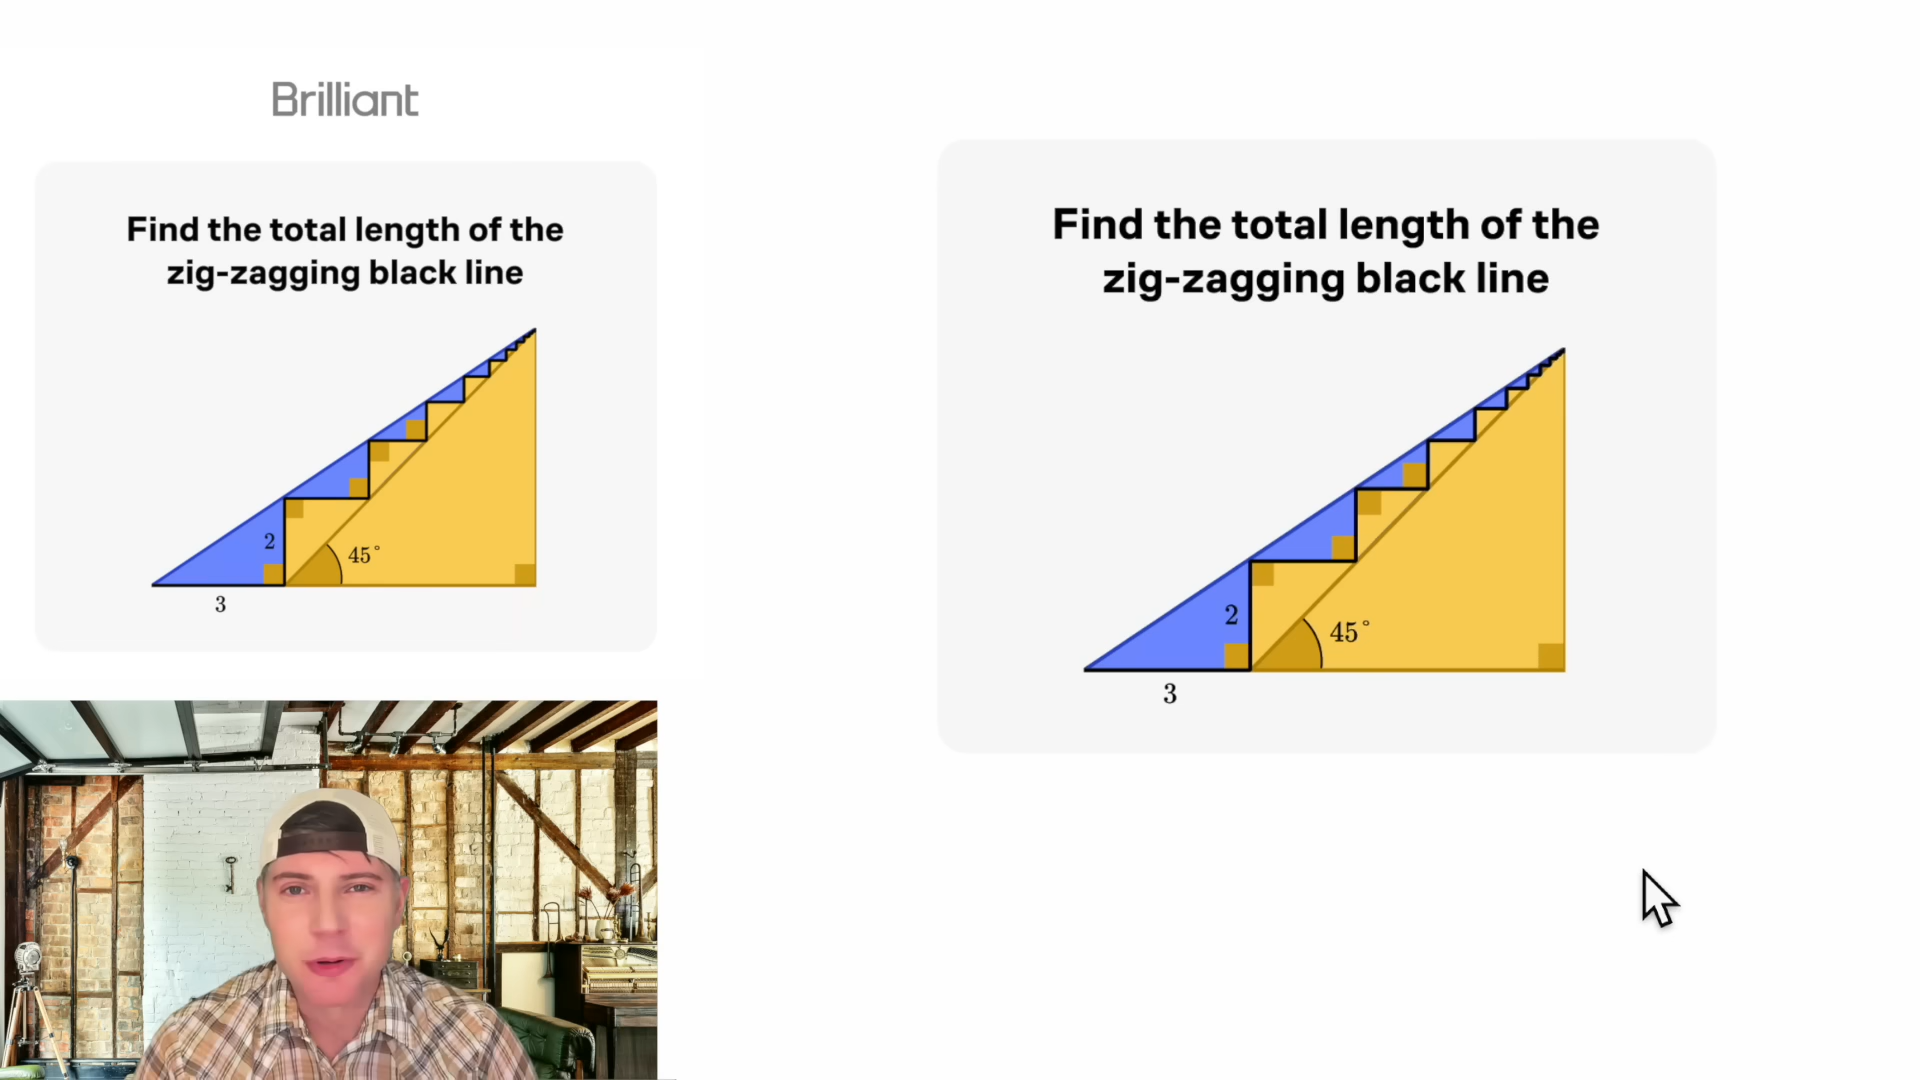 Brilliant
Find the total length of the
zig-zagging black line
2
45°
3
Find the total length of the
zig-zagging black line
2
45°
3